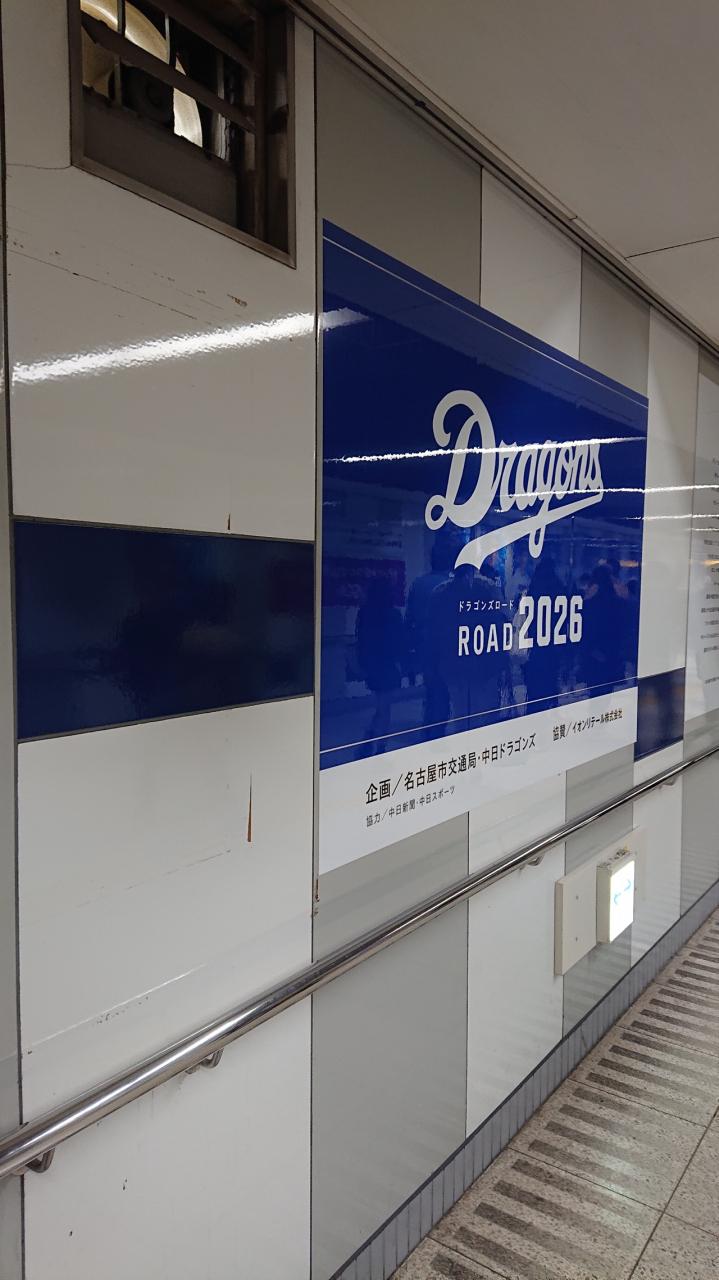 Dragons
ドラゴンズロード
ROAD 2026
企画／名古屋市交通局・中日ドラゴンズ 協賛／イオンリテール株式会社
協力／中日新聞・中日スポーツ